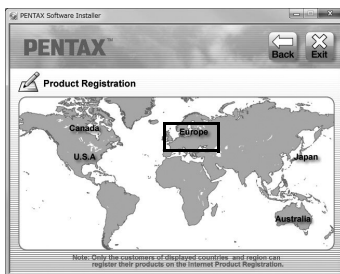 PENTAX Software Installer
PENTAX™
Back Exit
Product Registration
Canada
Europe
U.S.A
Japan
Australia
Note: Only the customers of displayed countries and region can
register their products on the Internet Product Registration.